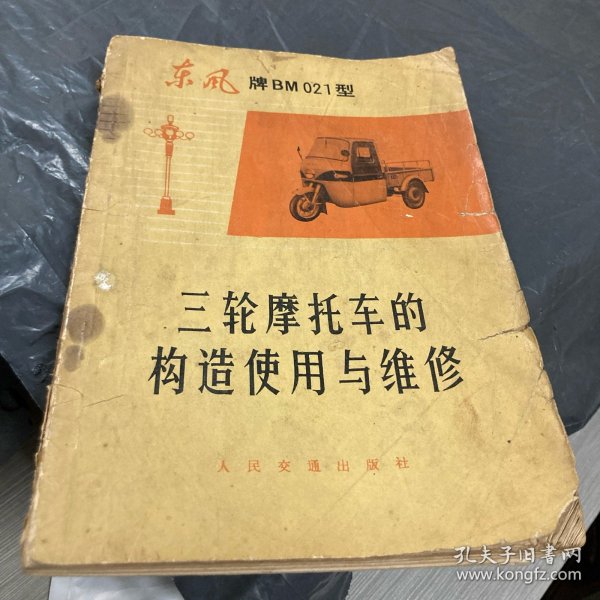 东风 牌BM 021型
三轮摩托车的
构造使用与维修
人民交通出版社
孔夫子旧书网
www.kongfz.com